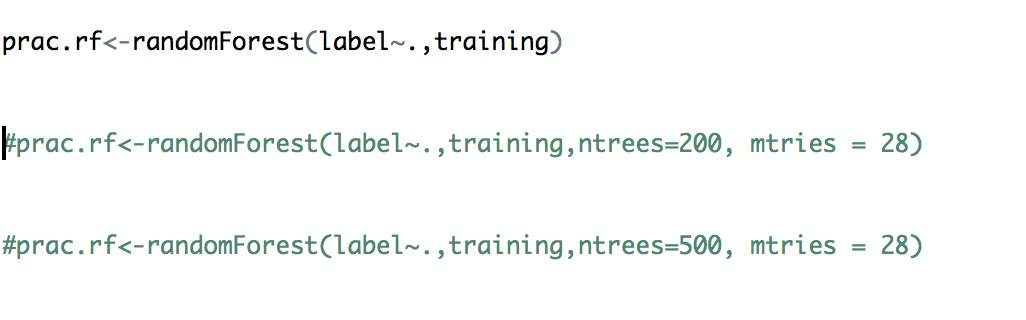 prac.rf<-randomForest(label~.,training)
#prac.rf<-randomForest(label~.,training,ntrees=200, mtries = 28)
#prac.rf<-randomForest(label~.,training,ntrees=500, mtries = 28)